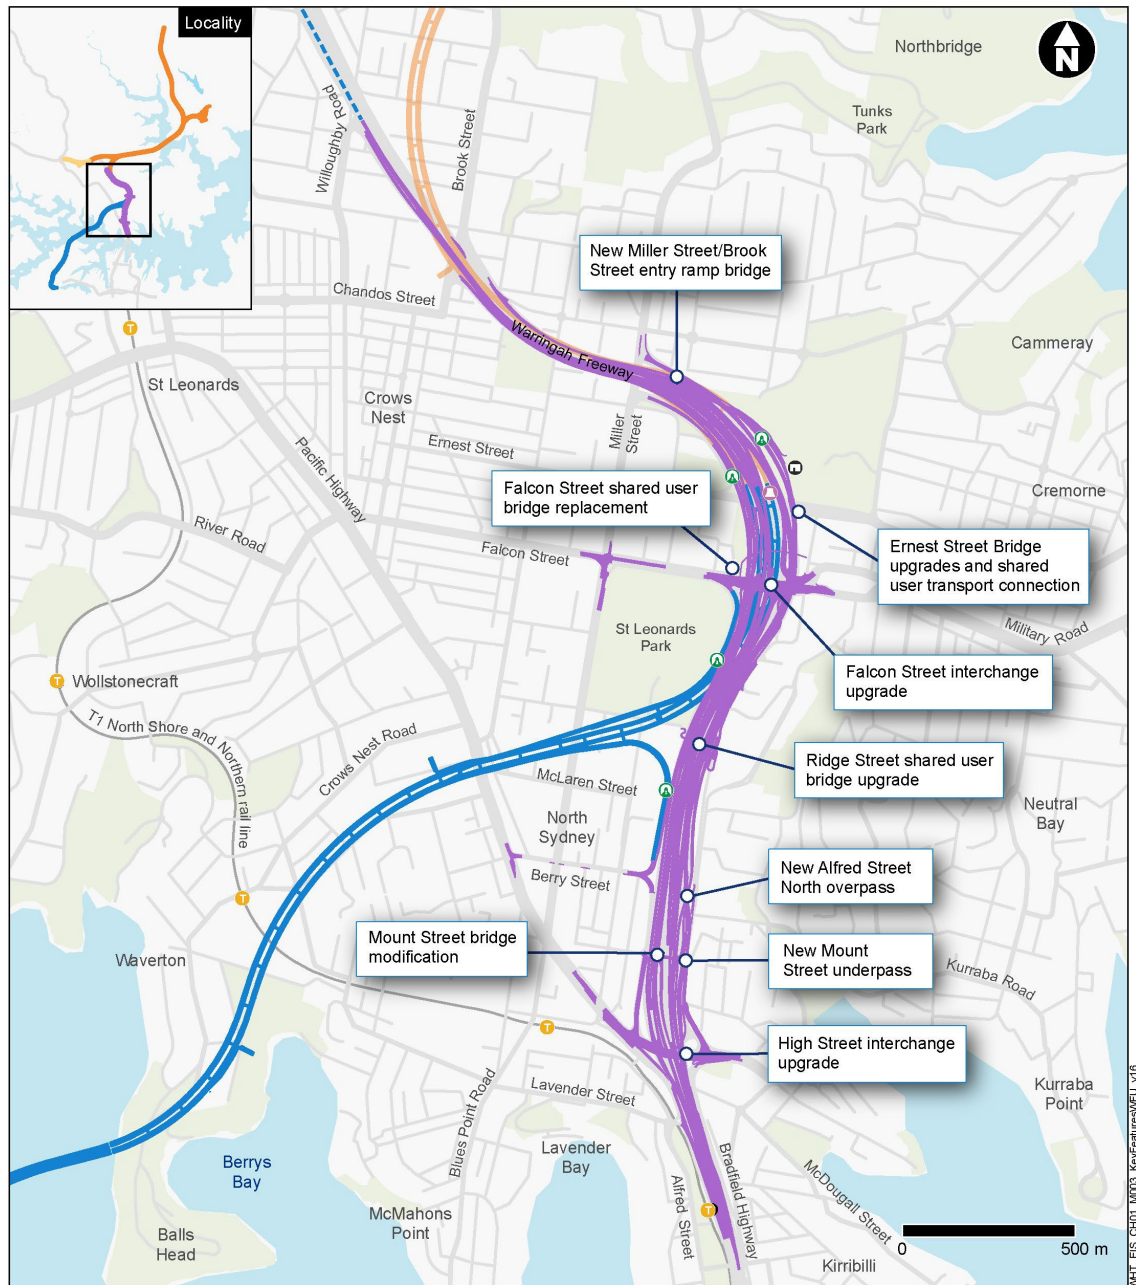 Locality
N
Northbridge
Tunks
Park
Willoughby Road
Brook Street
New Miller Street/Brook
Street entry ramp bridge
Chandos Street
Warringah Freeway
Cammeray
T
St Leonards
Crows
Nest
Miller
Street
Ernest Street
Pacific Highway
Falcon Street shared user
bridge replacement
Cremorne
River Road
Falcon Street
Ernest Street Bridge
upgrades and shared
user transport connection
St Leonards
Park
Military Road
T
Wollstonecraft
Falcon Street interchange
upgrade
T1 North Shore and Northern rail line
Crows Nest Road
Ridge Street shared user
bridge upgrade
McLaren Street
North
Sydney
Neutral
Bay
Berry Street
New Alfred Street
North overpass
T
Mount Street bridge
modification
New Mount
Street underpass
Waverton
Kurraba Road
T
High Street interchange
upgrade
Lavender Street
Blues Point Road
Kurraba
Point
Berrys
Bay
Lavender
Bay
Alfred Street
Bradfield Highway
McDougall Street
T
McMahons
Point
Balls
Head
Kirribilli
0
500 m